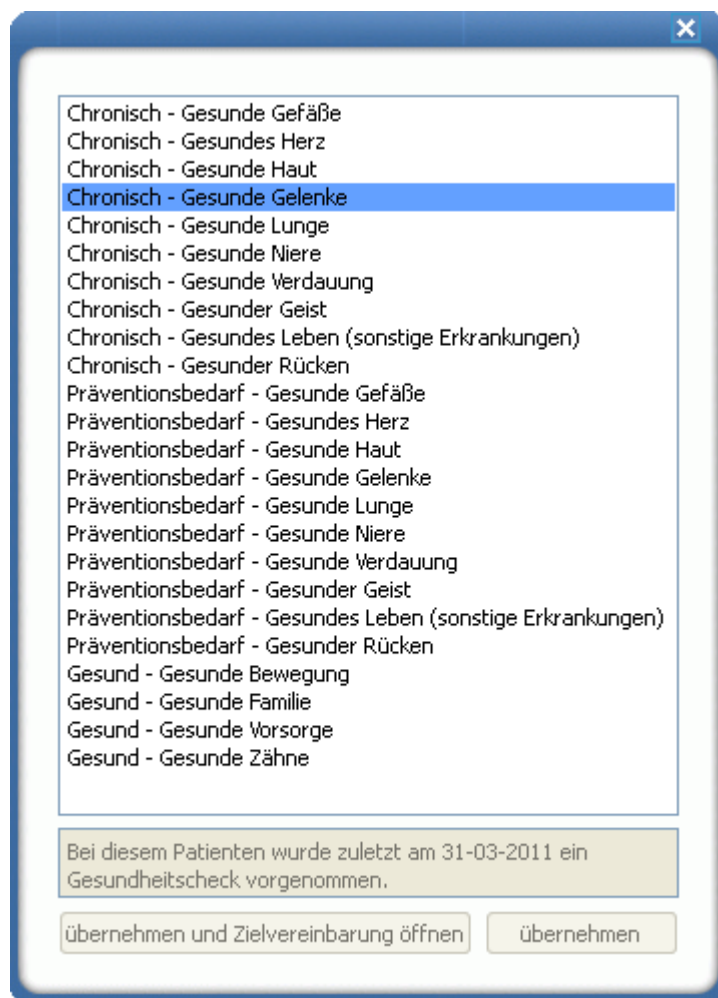 Chronisch - Gesunde Gefäße
Chronisch - Gesundes Herz
Chronisch - Gesunde Haut
Chronisch - Gesunde Gelenke
Chronisch - Gesunde Lunge
Chronisch - Gesunde Niere
Chronisch - Gesunde Verdauung
Chronisch - Gesunder Geist
Chronisch - Gesundes Leben (sonstige Erkrankungen)
Chronisch - Gesunder Rücken
Präventionsbedarf - Gesunde Gefäße
Präventionsbedarf - Gesundes Herz
Präventionsbedarf - Gesunde Haut
Präventionsbedarf - Gesunde Gelenke
Präventionsbedarf - Gesunde Lunge
Präventionsbedarf - Gesunde Niere
Präventionsbedarf - Gesunde Verdauung
Präventionsbedarf - Gesunder Geist
Präventionsbedarf - Gesundes Leben (sonstige Erkrankungen)
Präventionsbedarf - Gesunder Rücken
Gesund - Gesunde Bewegung
Gesund - Gesunde Familie
Gesund - Gesunde Vorsorge
Gesund - Gesunde Zähne
Bei diesem Patienten wurde zuletzt am 31-03-2011 ein
Gesundheitscheck vorgenommen.
übernehmen und Zielvereinbarung öffnen
übernehmen